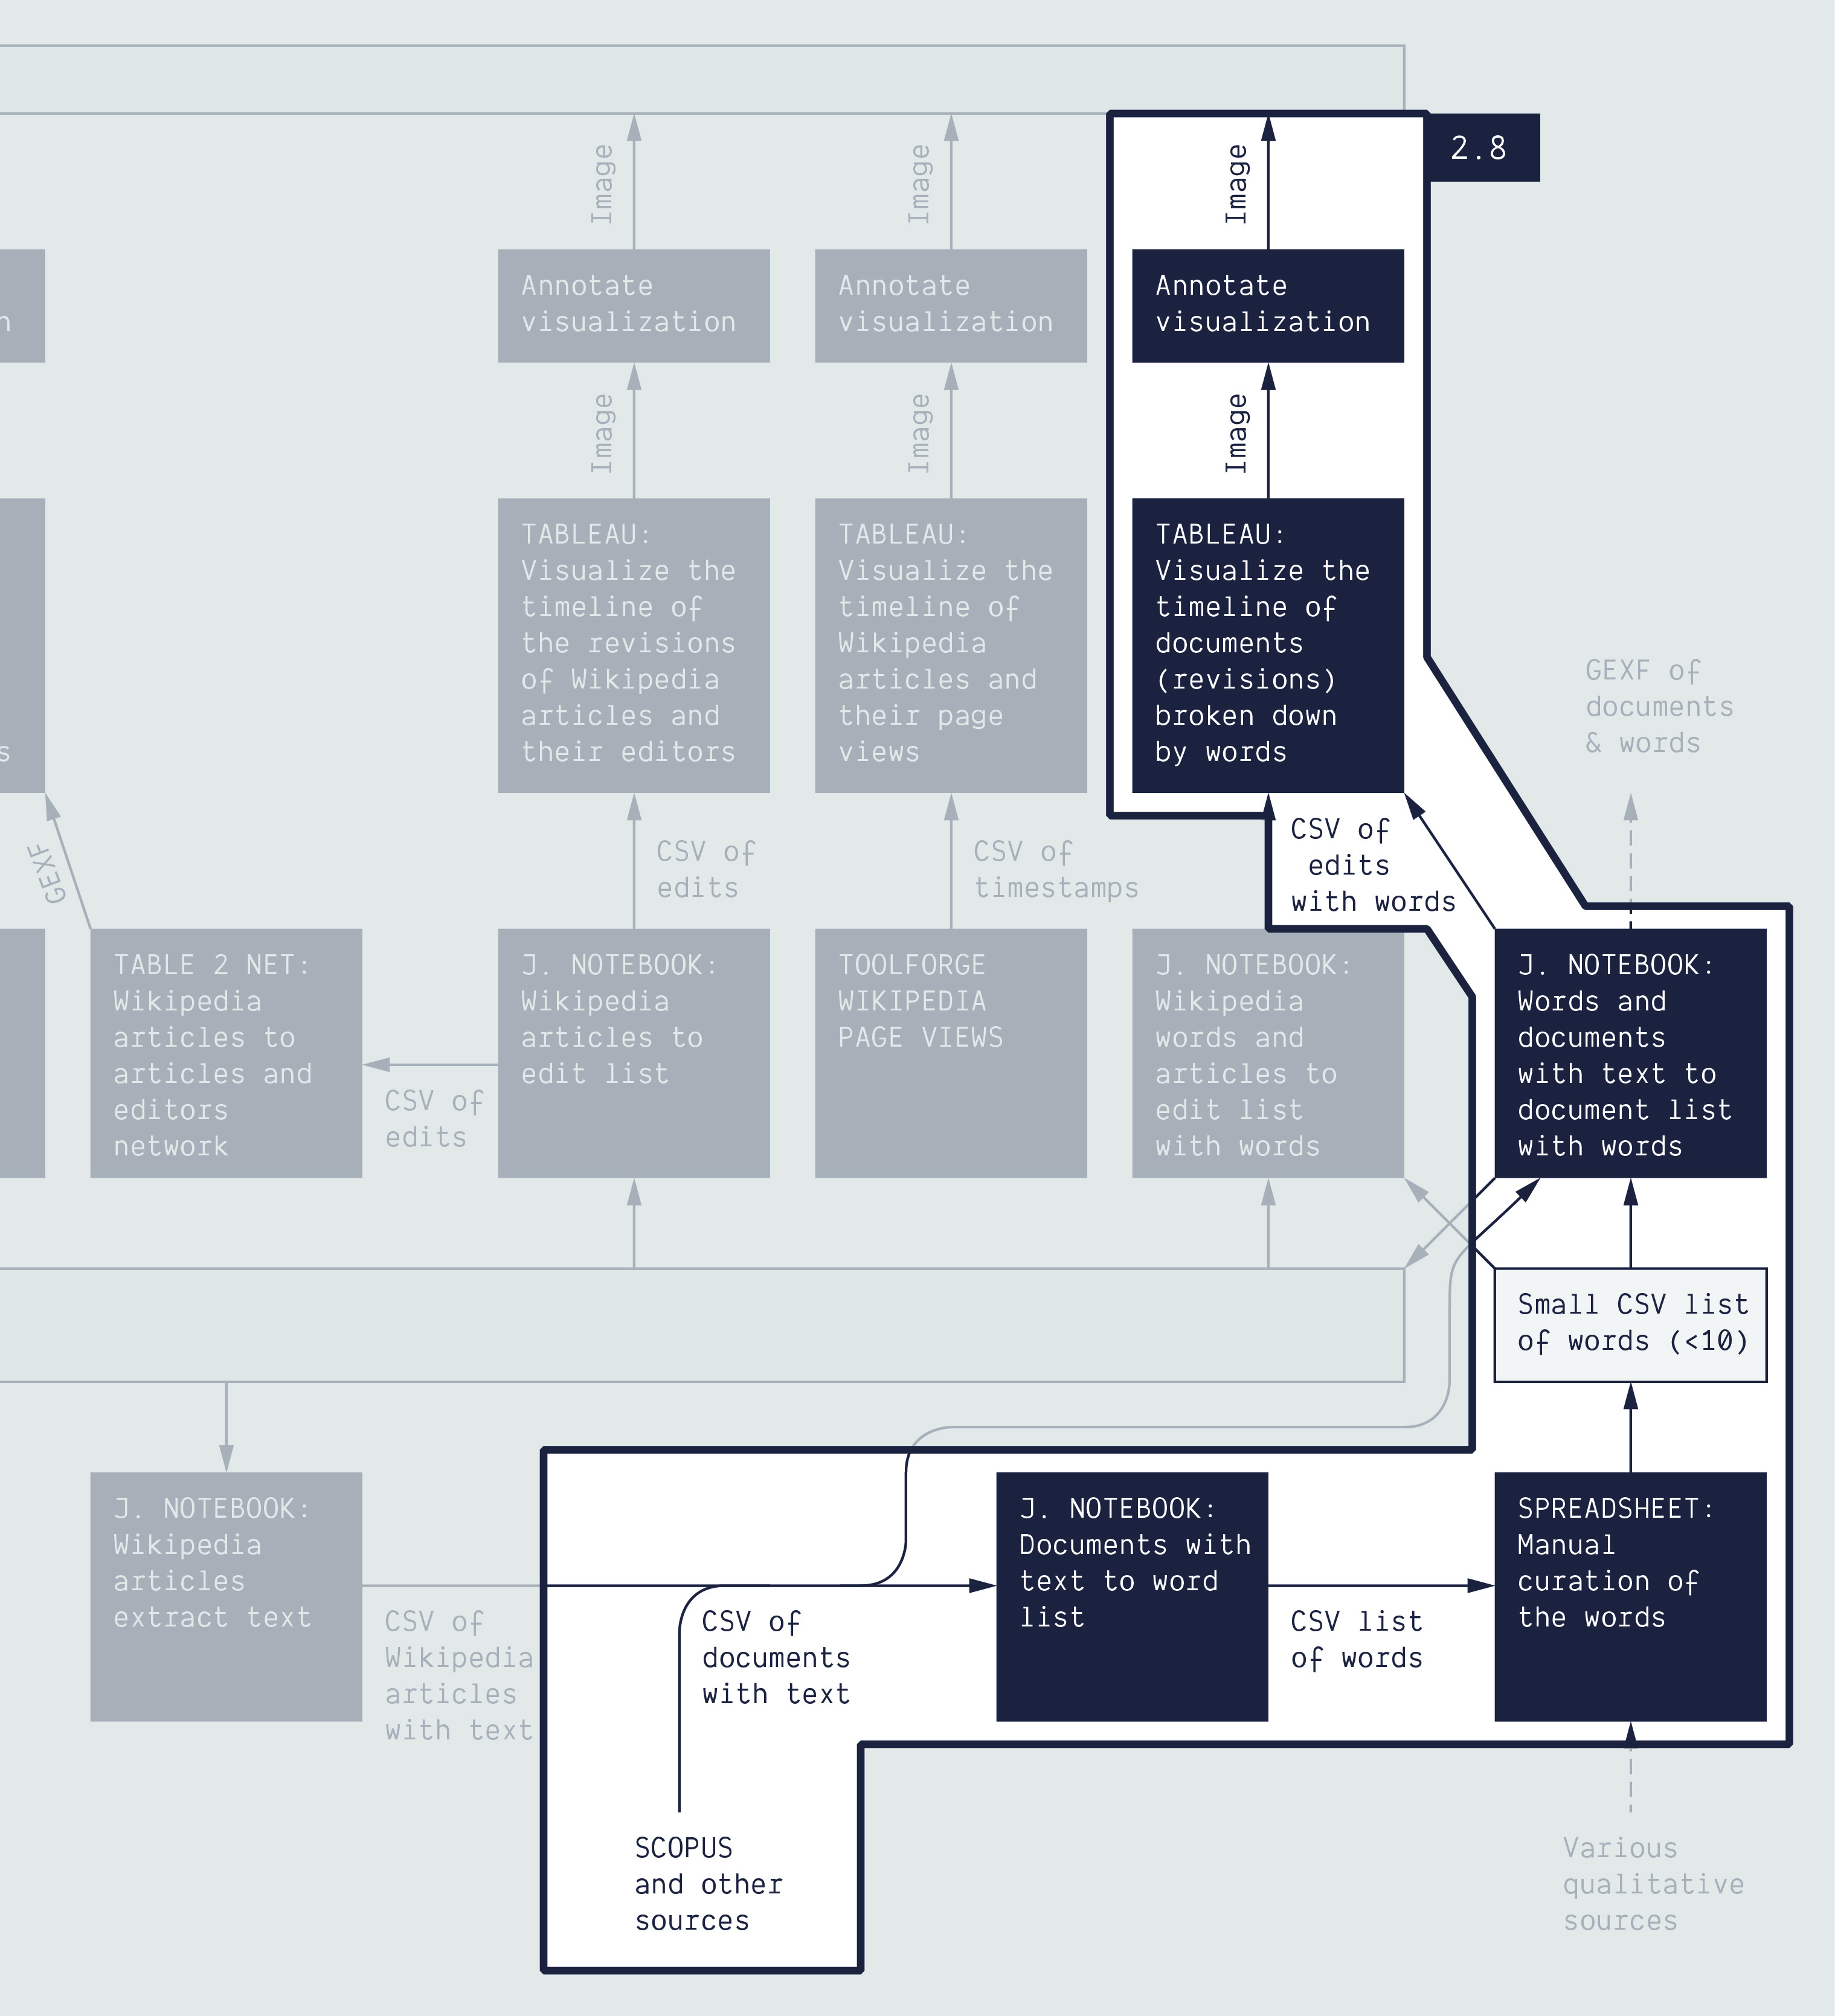 2.8
Image
Image
Image
n
Annotate
visualization
Annotate
visualization
Annotate
visualization
Image
Image
Image
s
TABLEAU:
Visualize the
timeline of
the revisions
of Wikipedia
articles and
their editors
TABLEAU:
Visualize the
timeline of
Wikipedia
articles and
their page
views
TABLEAU:
Visualize the
timeline of
documents
(revisions)
broken down
by words
GEXF of
documents
& words
GEXF
CSV of
edits
CSV of
timestamps
CSV of
edits
with words
TABLE 2 NET:
Wikipedia
articles to
articles and
editors
network
CSV of
edits
J. NOTEBOOK:
Wikipedia
articles to
edit list
TOOLFORGE
WIKIPEDIA
PAGE VIEWS
J. NOTEBOOK:
Wikipedia
words and
articles to
edit list
with words
J. NOTEBOOK:
Words and
documents
with text to
document list
with words
Small CSV list
of words (<10)
J. NOTEBOOK:
Wikipedia
articles
extract text
CSV of
Wikipedia
articles
with text
CSV of
documents
with text
J. NOTEBOOK:
Documents with
text to word
list
CSV list
of words
SPREADSHEET:
Manual
curation of
the words
SCOPUS
and other
sources
Various
qualitative
sources